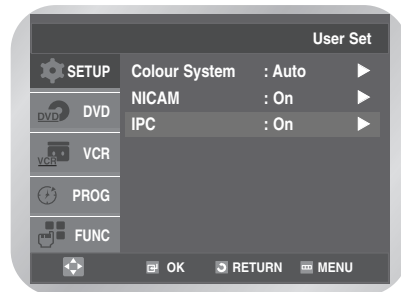 User Set
SETUP
Colour System : Auto
NICAM : On
IPC : On
DVD DVD
VCR VCR
PROG
FUNC
OK RETURN MENU